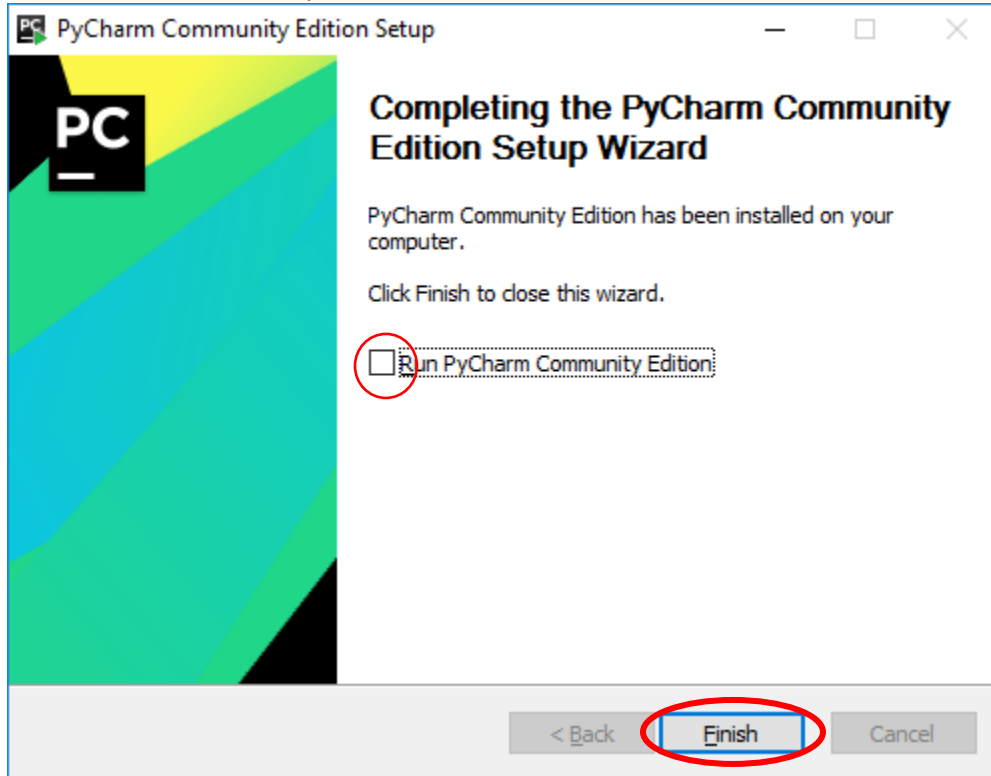 PyCharm Community Edition Setup
PC
Completing the PyCharm Community
Edition Setup Wizard
PyCharm Community Edition has been installed on your
computer.
Click Finish to close this wizard.
Run PyCharm Community Edition
< Back
Finish
Cancel